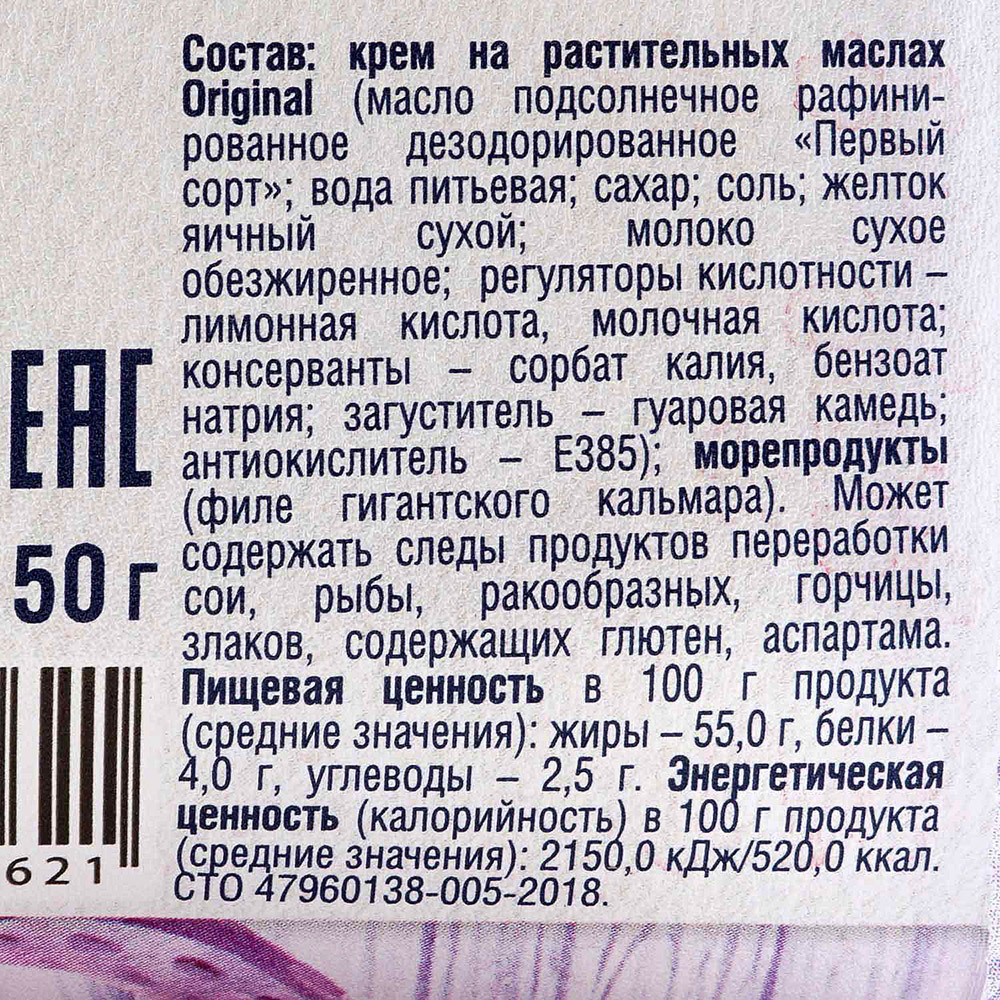 Состав: крем на растительных маслах
Original (масло подсолнечное рафини-
рованное дезодорированное «Первый
сорт»; вода питьевая; сахар; соль; желток
яичный сухой; молоко сухое
обезжиренное; регуляторы кислотности –
лимонная кислота, молочная кислота;
консерванты – сорбат калия, бензоат
натрия; загуститель – гуаровая камедь;
антиокислитель – Е385); морепродукты
(филе гигантского кальмара). Может
содержать следы продуктов переработки
сои, рыбы, ракообразных, горчицы,
злаков, содержащих глютен, аспартама.
Пищевая ценность в 100 г продукта
(средние значения): жиры – 55,0 г, белки –
4,0 г, углеводы – 2,5 г. Энергетическая
ценность (калорийность) в 100 г продукта
(средние значения): 2150,0 кДж/520,0 ккал.
СТО 47960138-005-2018.
ЕАС
50 г
621